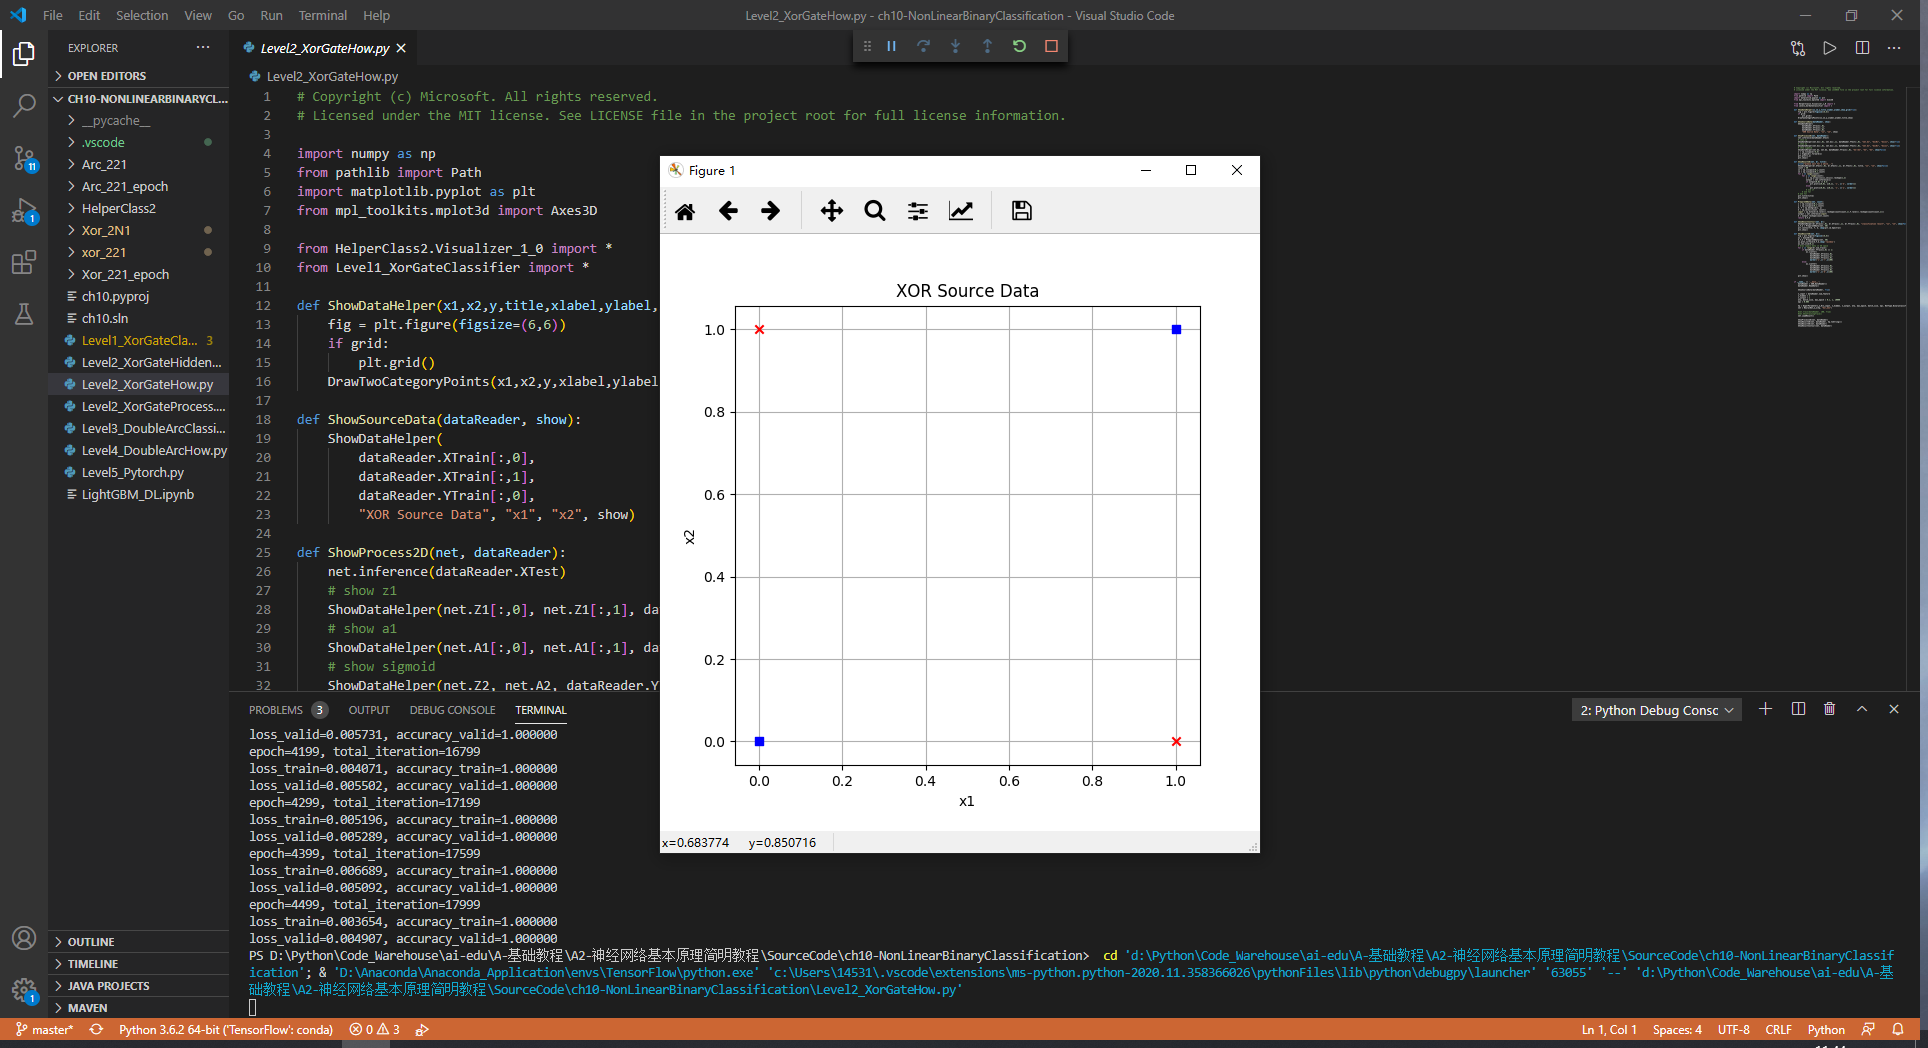 File Edit Selection View Go Run Terminal Help
Level2_XorGateHow.py - ch10-NonLinearBinaryClassification - Visual Studio Code
EXPLORER
OPEN EDITORS
CH10-NONLINEARBINARYCL...
__pycache__
.vscode
Arc_221
Arc_221_epoch
HelperClass2
Xor_2N1
xor_221
Xor_221_epoch
ch10.pyproj
ch10.sln
Level1_XorGateCla... 3
Level2_XorGateHidden...
Level2_XorGateHow.py
Level2_XorGateProcess....
Level3_DoubleArcClassi...
Level4_DoubleArcHow.py
Level5_Pytorch.py
LightGBM_DL.ipynb
OUTLINE
TIMELINE
JAVA PROJECTS
MAVEN
11
1
1
Level2_XorGateHow.py
Level2_XorGateHow.py
1 # Copyright (c) Microsoft. All rights reserved.
2 # Licensed under the MIT license. See LICENSE file in the project root for full license information.
3
4 import numpy as np
5 from pathlib import Path
6 import matplotlib.pyplot as plt
7 from mpl_toolkits.mplot3d import Axes3D
8
9 from HelperClass2.Visualizer_1_0 import *
10 from Level1_XorGateClassifier import *
11
12 def ShowDataHelper(x1,x2,y,title,xlabel,ylabel,
13 fig = plt.figure(figsize=(6,6))
14 if grid:
15 plt.grid()
16 DrawTwoCategoryPoints(x1,x2,y,xlabel,ylabel
17
18 def ShowSourceData(dataReader, show):
19 ShowDataHelper(
20 dataReader.XTrain[:,0],
21 dataReader.XTrain[:,1],
22 dataReader.YTrain[:,0],
23 "XOR Source Data", "x1", "x2", show)
24
25 def ShowProcess2D(net, dataReader):
26 net.inference(dataReader.XTest)
27 # show z1
28 ShowDataHelper(net.Z1[:,0], net.Z1[:,1], da
29 # show a1
30 ShowDataHelper(net.A1[:,0], net.A1[:,1], da
31 # show sigmoid
32 ShowDataHelper(net.Z2, net.A2, dataReader.Y
Figure 1
XOR Source Data
1.0
0.8
0.6
0.4
0.2
0.0
x2
0.0 0.2 0.4 0.6 0.8 1.0
x1
x=0.683774 y=0.850716
PROBLEMS 3 OUTPUT DEBUG CONSOLE TERMINAL
2: Python Debug Consc
loss_valid=0.005731, accuracy_valid=1.000000
epoch=4199, total_iteration=16799
loss_train=0.004071, accuracy_train=1.000000
loss_valid=0.005502, accuracy_valid=1.000000
epoch=4299, total_iteration=17199
loss_train=0.005196, accuracy_train=1.000000
loss_valid=0.005289, accuracy_valid=1.000000
epoch=4399, total_iteration=17599
loss_train=0.006689, accuracy_train=1.000000
loss_valid=0.005092, accuracy_valid=1.000000
epoch=4499, total_iteration=17999
loss_train=0.003654, accuracy_train=1.000000
loss_valid=0.004907, accuracy_valid=1.000000
PS D:\Python\Code_Warehouse\ai-edu\A-基础教程\A2-神经网络基本原理简明教程\SourceCode\ch10-NonLinearBinaryClassification> cd 'd:\Python\Code_Warehouse\ai-edu\A-基础教程\A2-神经网络基本原理简明教程\SourceCode\ch10-NonLinearBinaryClassif
ication'; & 'D:\Anaconda\Anaconda_Application\envs\TensorFlow\python.exe' 'c:\Users\14531\.vscode\extensions\ms-python.python-2020.11.358366026\pythonFiles\lib\python\debugpy\launcher' '63055' '--' 'd:\Python\Code_Warehouse\ai-edu\A-基
础教程\A2-神经网络基本原理简明教程\SourceCode\ch10-NonLinearBinaryClassification\Level2_XorGateHow.py'
master* Python 3.6.2 64-bit ('TensorFlow': conda) 0 3
Ln 1, Col 1 Spaces: 4 UTF-8 CRLF Python